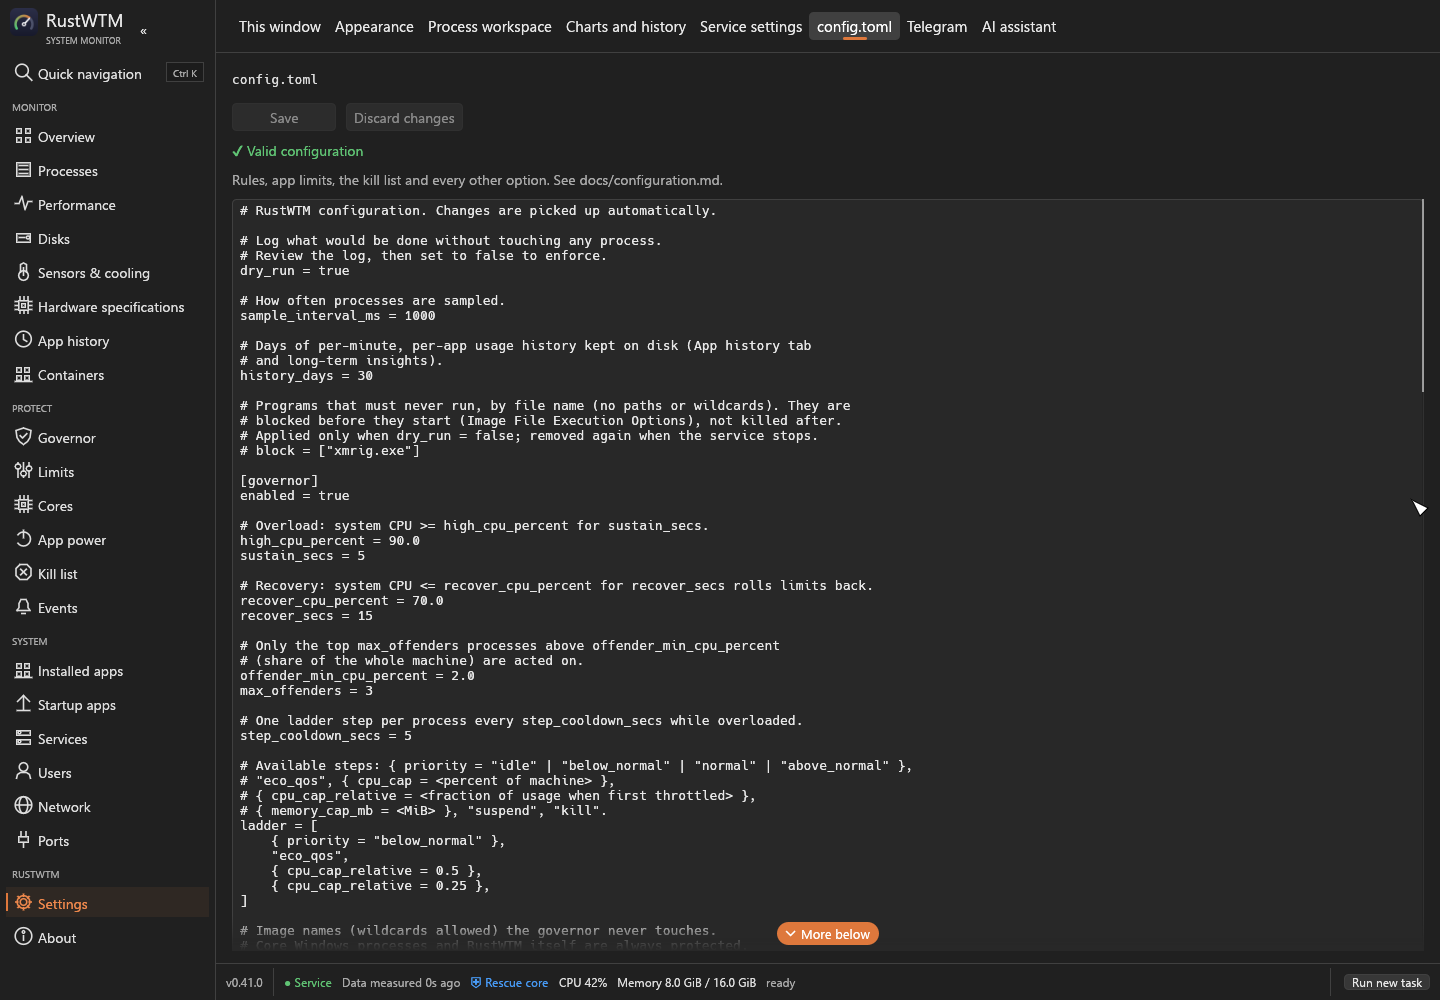 RustWTM
SYSTEM MONITOR
«
Quick navigation
Ctrl K
MONITOR
Overview
Processes
Performance
Disks
Sensors & cooling
Hardware specifications
App history
Containers
PROTECT
Governor
Limits
Cores
App power
Kill list
Events
SYSTEM
Installed apps
Startup apps
Services
Users
Network
Ports
RUSTWTM
Settings
About
This window Appearance Process workspace Charts and history Service settings config.toml Telegram AI assistant
config.toml
Save Discard changes
✓ Valid configuration
Rules, app limits, the kill list and every other option. See docs/configuration.md.
# RustWTM configuration. Changes are picked up automatically.
# Log what would be done without touching any process.
# Review the log, then set to false to enforce.
dry_run = true
# How often processes are sampled.
sample_interval_ms = 1000
# Days of per-minute, per-app usage history kept on disk (App history tab
# and long-term insights).
history_days = 30
# Programs that must never run, by file name (no paths or wildcards). They are
# blocked before they start (Image File Execution Options), not killed after.
# Applied only when dry_run = false; removed again when the service stops.
# block = ["xmrig.exe"]
[governor]
enabled = true
# Overload: system CPU >= high_cpu_percent for sustain_secs.
high_cpu_percent = 90.0
sustain_secs = 5
# Recovery: system CPU <= recover_cpu_percent for recover_secs rolls limits back.
recover_cpu_percent = 70.0
recover_secs = 15
# Only the top max_offenders processes above offender_min_cpu_percent
# (share of the whole machine) are acted on.
offender_min_cpu_percent = 2.0
max_offenders = 3
# One ladder step per process every step_cooldown_secs while overloaded.
step_cooldown_secs = 5
# Available steps: { priority = "idle" | "below_normal" | "normal" | "above_normal" },
# "eco_qos", { cpu_cap = <percent of machine> },
# { cpu_cap_relative = <fraction of usage when first throttled> },
# { memory_cap_mb = <MiB> }, "suspend", "kill".
ladder = [
    { priority = "below_normal" },
    "eco_qos",
    { cpu_cap_relative = 0.5 },
    { cpu_cap_relative = 0.25 },
]
# Image names (wildcards allowed) the governor never touches.
# Core Windows processes and RustWTM itself are always protected.
More below
v0.41.0 ● Service Data measured 0s ago Rescue core CPU 42% Memory 8.0 GiB / 16.0 GiB ready Run new task